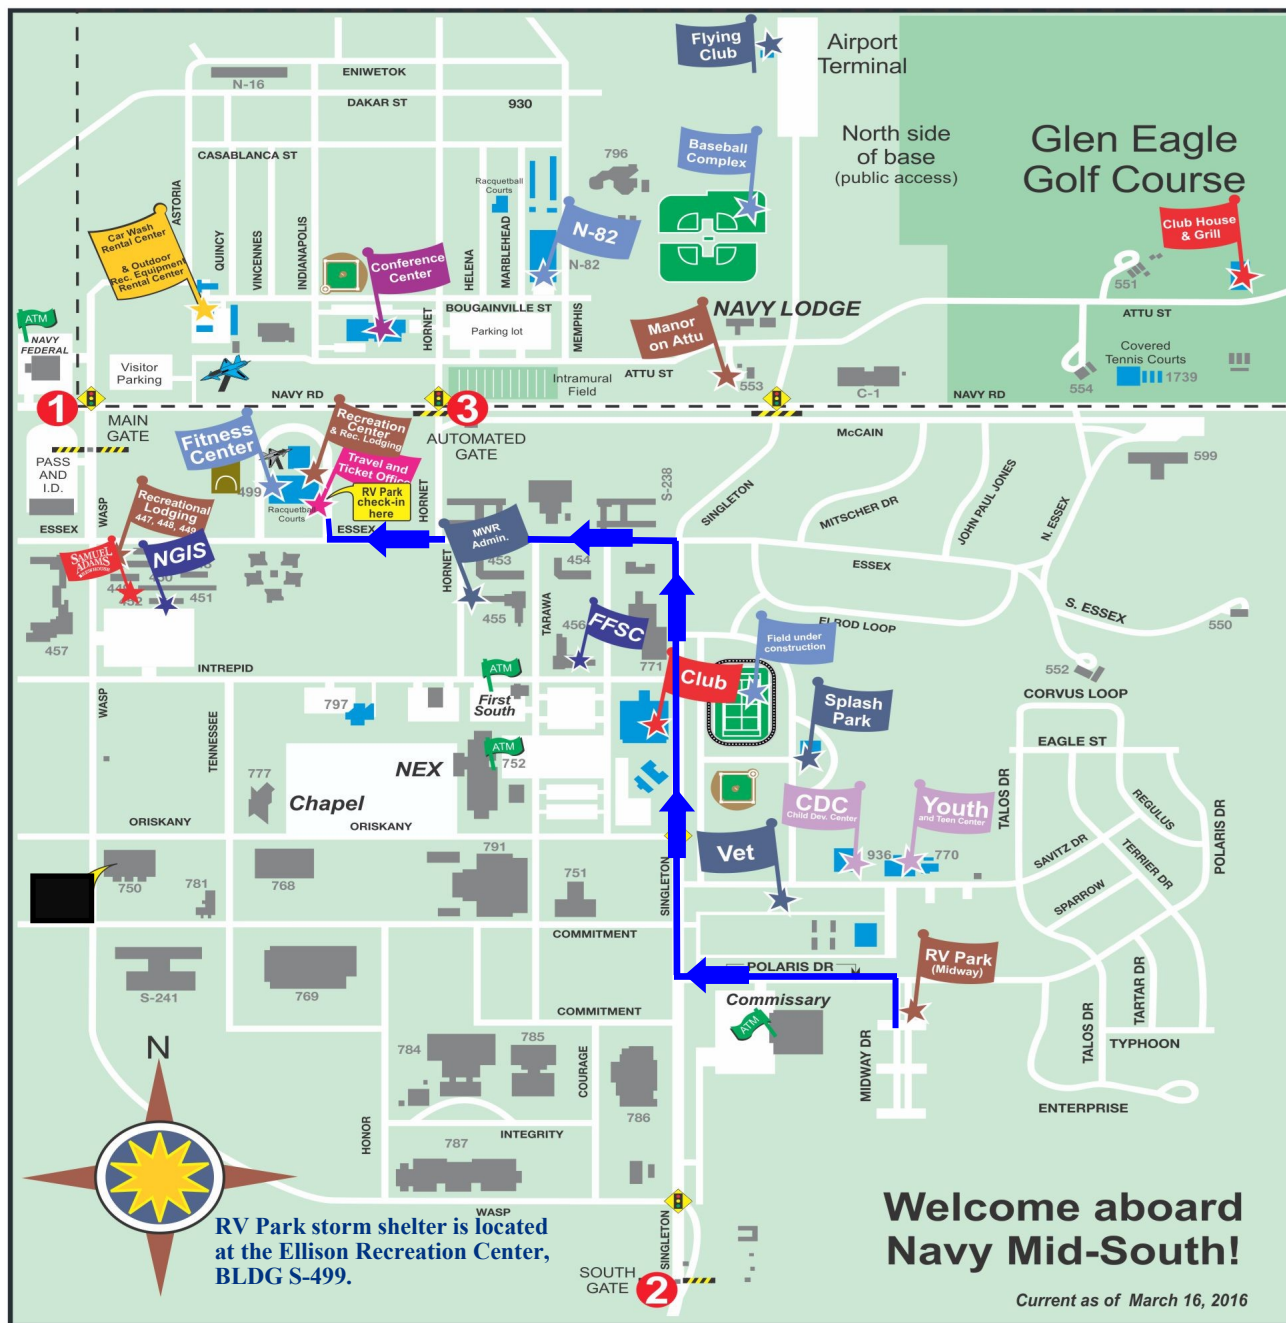 Flying
Club
Airport
Terminal
ENIWETOK
N-16
DAKAR ST
930
CASABLANCA ST
Baseball
Complex
796
North side
of base
(public access)
Glen Eagle
Golf Course
ASTORIA
QUINCY
VINCENNES
INDIANAPOLIS
Racquetball
Courts
HELENA
MARBLEHEAD
Car Wash
Rental Center
& Outdoor
Rec. Equipment
Rental Center
Conference
Center
N-82
N-82
Club House
& Grill
551
ATTU ST
BOUGAINVILLE ST
HORNET
Parking lot
MEMPHIS
Manor
on Attu
NAVY LODGE
ATM
NAVY
FEDERAL
Visitor
Parking
ATTU ST
Intramural
Field
553
C-1
Covered
Tennis Courts
1739
554
1
MAIN
GATE
NAVY RD
3
AUTOMATED
GATE
NAVY RD
McCAIN
599
PASS
AND
I.D.
Fitness
Center
Recreation
Center
& Rec. Lodging
Travel and
Ticket Office
RV Park
check-in
here
499
Racquetball
Courts
HORNET
S-238
SINGLETON
MITSCHER DR
JOHN PAUL JONES
N. ESSEX
ESSEX
WASP
Recreational
Lodging
447, 448, 449
ESSEX
MWR
Admin.
SAMUEL
ADAMS
BREWHOUSE
NGIS
451
457
HORNET
453
454
455
TARAWA
456
FFSC
ESSEX
S. ESSEX
550
ELROD LOOP
Field under
construction
771
INTREPID
552
CORVUS LOOP
WASP
TENNESSEE
797
ATM
First
South
Club
Splash
Park
EAGLE ST
NEX
ATM
752
777
Chapel
ORISKANY
ORISKANY
CDC
Child Dev. Center
Youth
and Teen Center
936
770
TALOS DR
REGULUS
POLARIS DR
SAVITZ DR
TERRIER DR
SPARROW
Vet
SINGLETON
750
781
768
791
751
COMMITMENT
S-241
769
POLARIS DR
RV Park
(Midway)
Commissary
ATM
COMMITMENT
MIDWAY DR
TALOS DR
TARTAR DR
TYPHOON
ENTERPRISE
784
785
COURAGE
786
HONOR
INTEGRITY
787
WASP
N
RV Park storm shelter is located
at the Ellison Recreation Center,
BLDG S-499.
SINGLETON
SOUTH
GATE
2
Welcome aboard
Navy Mid-South!
Current as of March 16, 2016